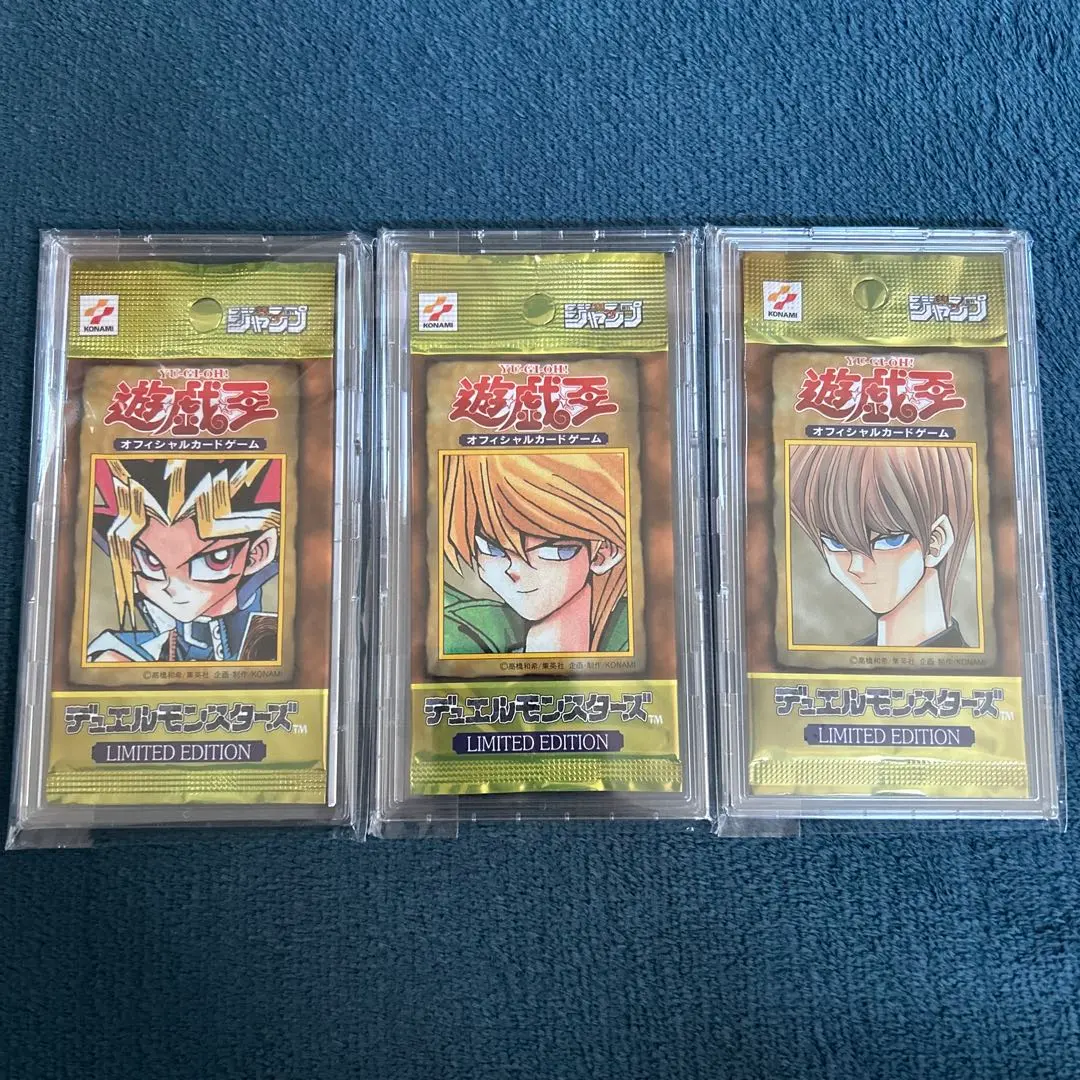 KONAMI
ジャンプ
YU-GI-OH!
遊戯王
オフィシャルカードゲーム
©高橋和希/集英社 企画・制作/KONAMI
デュエルモンスターズ™
LIMITED EDITION
KONAMI
ジャンプ
YU-GI-OH!
遊戯王
オフィシャルカードゲーム
©高橋和希/集英社 企画・制作/KONAMI
デュエルモンスターズ™
LIMITED EDITION
KONAMI
ジャンプ
YU-GI-OH!
遊戯王
オフィシャルカードゲーム
©高橋和希/集英社 企画・制作/KONAMI
デュエルモンスターズ™
LIMITED EDITION